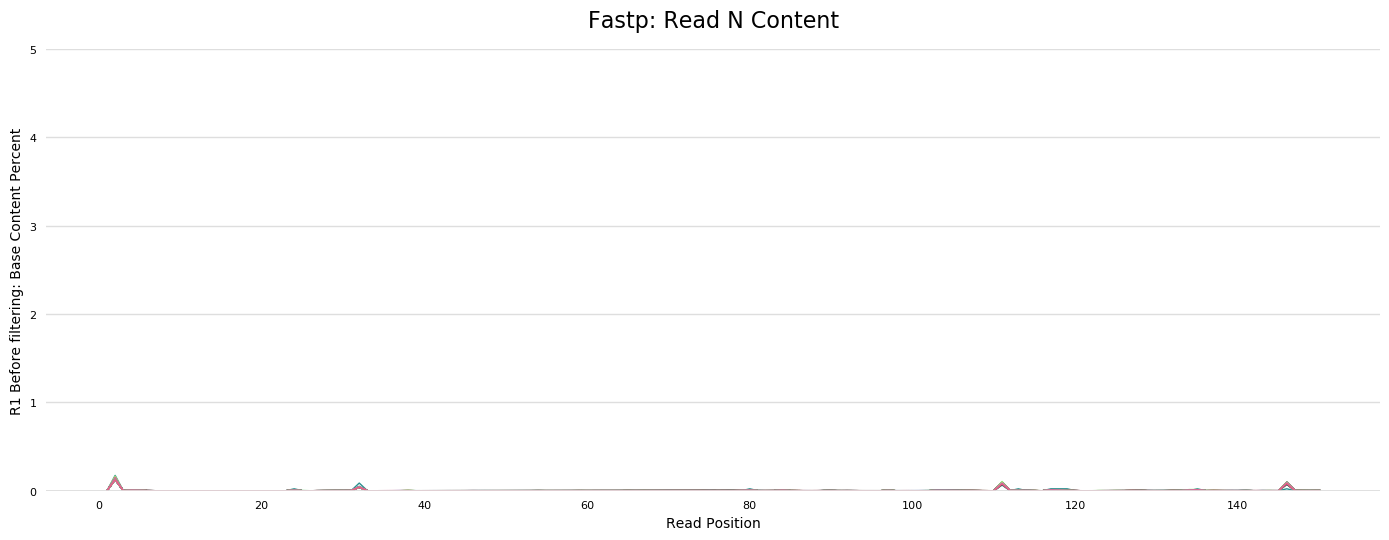 Fastp: Read N Content
R1 Before filtering: Base Content Percent
5
4
3
2
1
0
0 20 40 60 80 100 120 140
Read Position